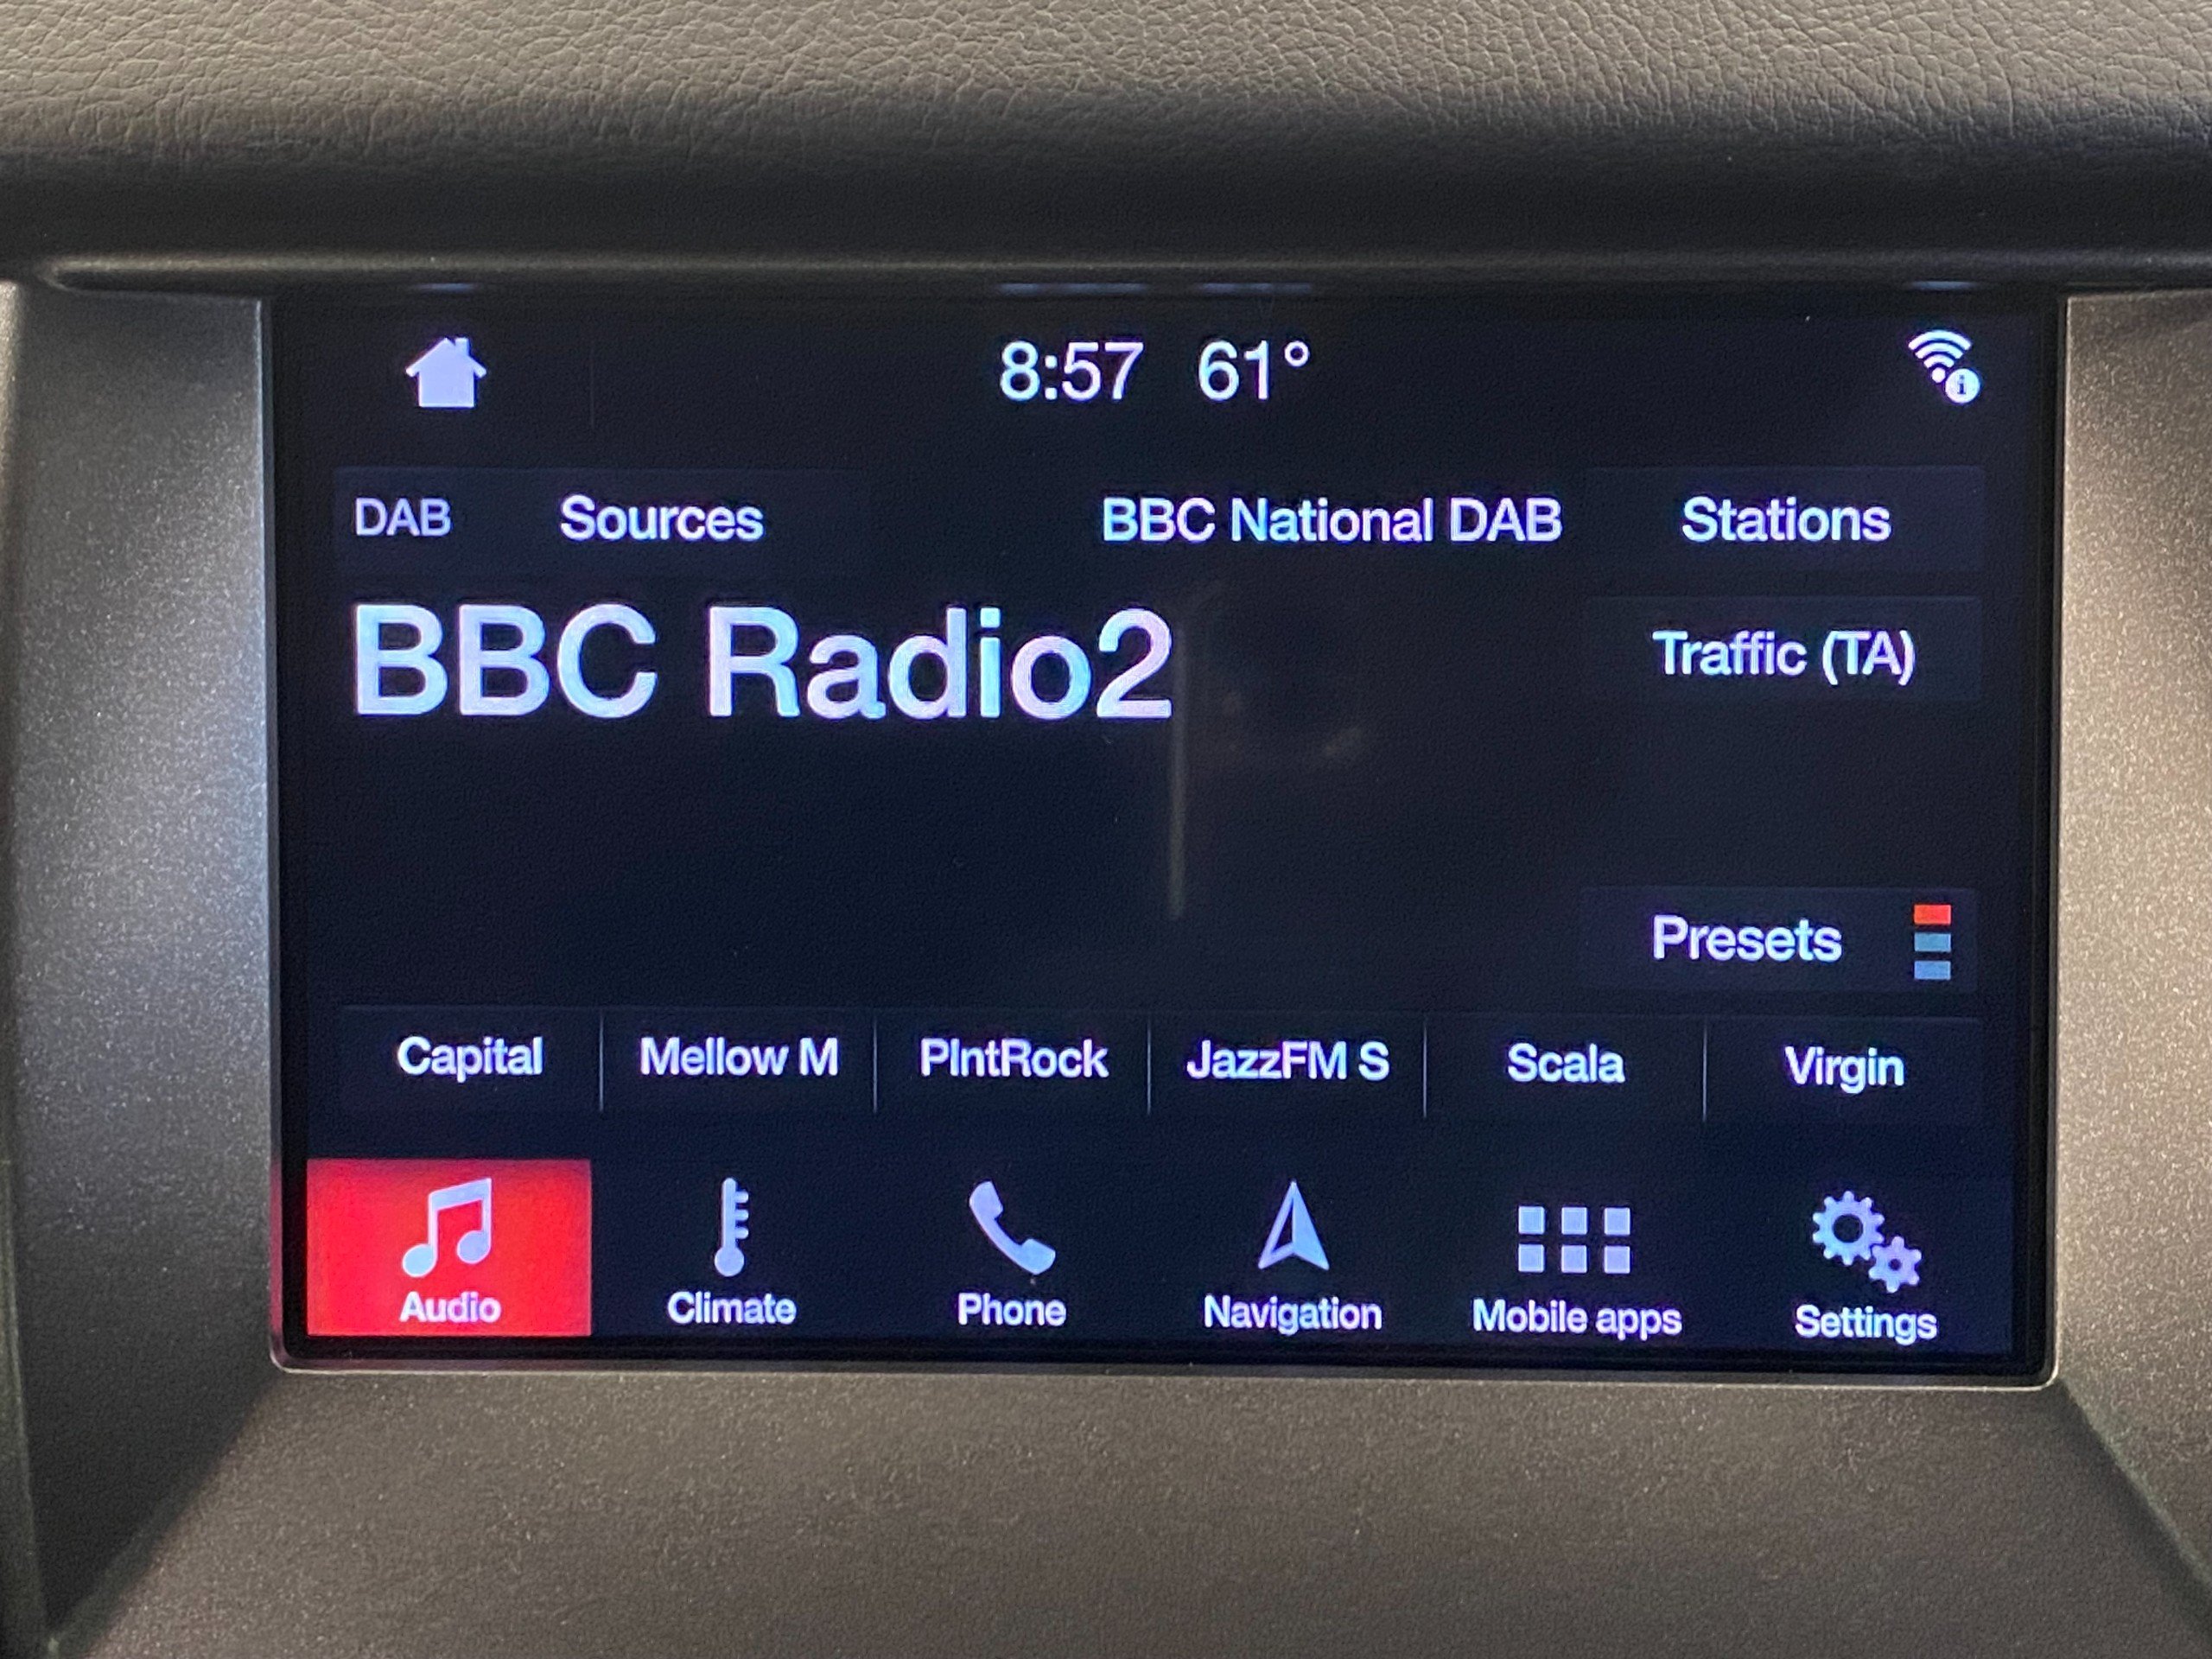 8:57 61°
DAB Sources BBC National DAB Stations
BBC Radio2
Traffic (TA)
Presets
Capital Mellow M PlntRock JazzFM S Scala Virgin
Audio Climate Phone Navigation Mobile apps Settings